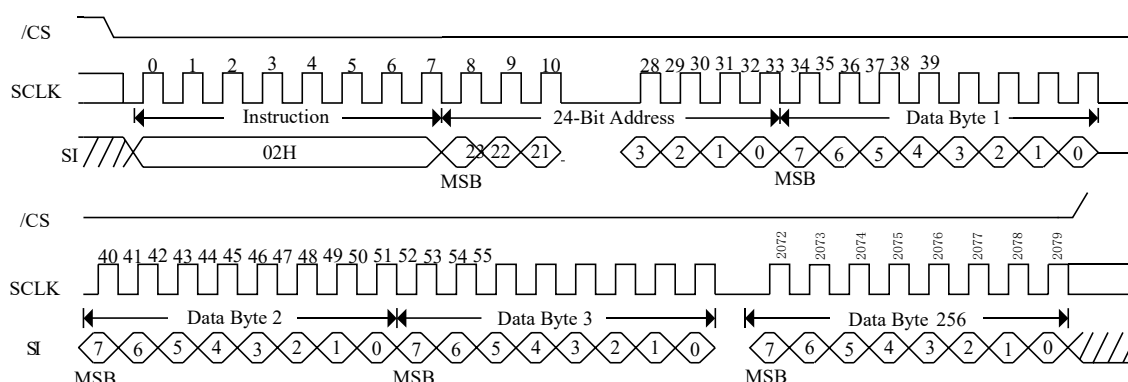 /CS
0 1 2 3 4 5 6 7 8 9 10 28 29 30 31 32 33 34 35 36 37 38 39
SCLK
Instruction 24-Bit Address Data Byte 1
SI 02H 23 22 21 3 2 1 0 7 6 5 4 3 2 1 0
MSB MSB
/CS
40 41 42 43 44 45 46 47 48 49 50 51 52 53 54 55 2072 2073 2074 2075 2076 2077 2078 2079
SCLK
Data Byte 2 Data Byte 3 Data Byte 256
SI 7 6 5 4 3 2 1 0 7 6 5 4 3 2 1 0 7 6 5 4 3 2 1 0
MSB MSB MSB